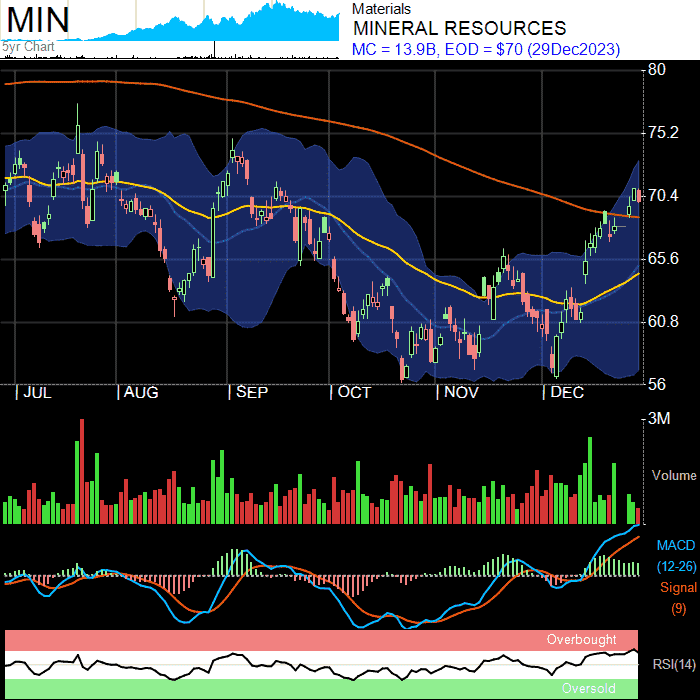 MIN
5yr Chart
Materials
MINERAL RESOURCES
MC = 13.9B, EOD = $70 (29Dec2023)
80
75.2
70.4
65.6
60.8
56
JUL AUG SEP OCT NOV DEC
3M
Volume
MACD
(12-26)
Signal
(9)
Overbought
RSI(14)
Oversold